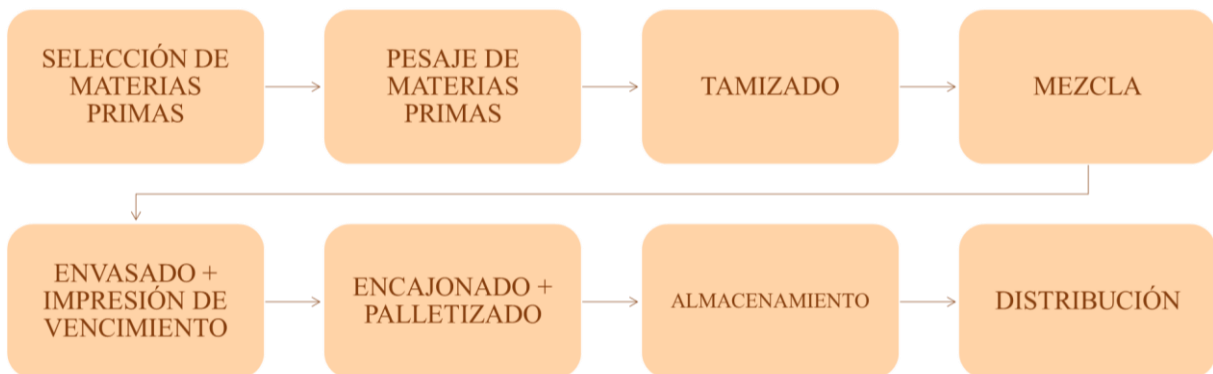 SELECCIÓN DE
MATERIAS
PRIMAS
PESAJE DE
MATERIAS
PRIMAS
TAMIZADO
MEZCLA
ENVASADO +
IMPRESIÓN DE
VENCIMIENTO
ENCAJONADO +
PALLETIZADO
ALMACENAMIENTO
DISTRIBUCIÓN